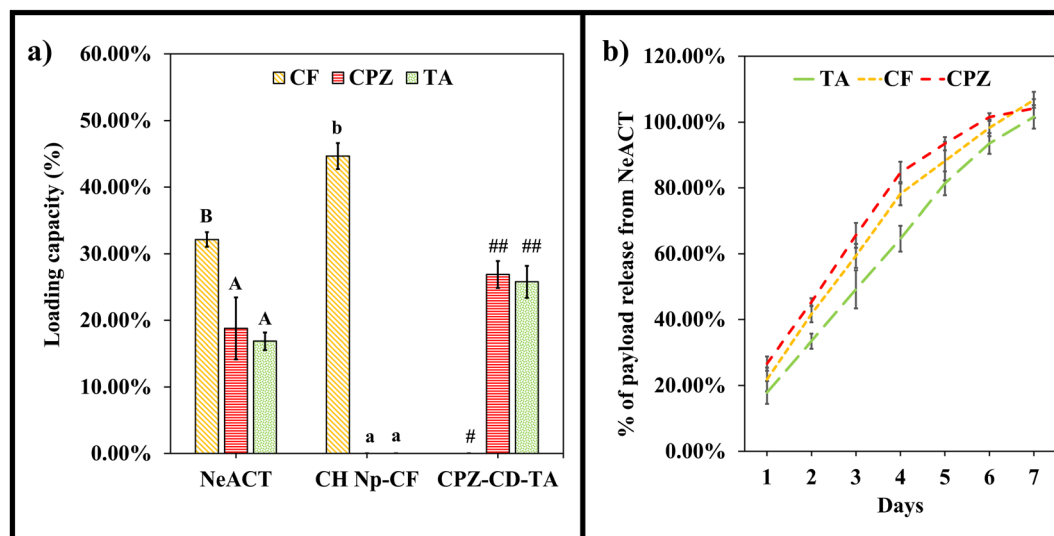 a)
60.00%
50.00%
40.00%
30.00%
20.00%
10.00%
0.00%
Loading capacity (%)
CF CPZ TA
B
A
A
b
a
a
#
##
##
NeACT CH Np-CF CPZ-CD-TA
b)
120.00%
100.00%
80.00%
60.00%
40.00%
20.00%
0.00%
% of payload release from NeACT
TA CF CPZ
1 2 3 4 5 6 7
Days